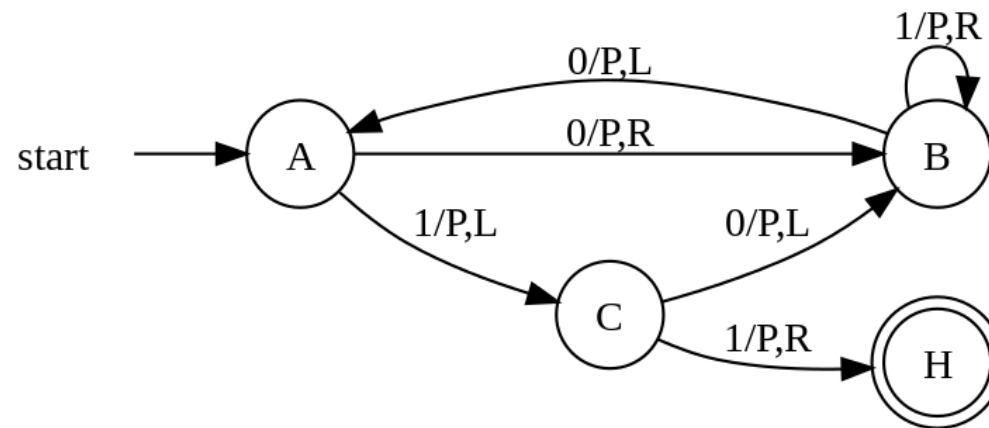 1/P,R
0/P,L
0/P,R
start
A
B
1/P,L
0/P,L
C
1/P,R
H